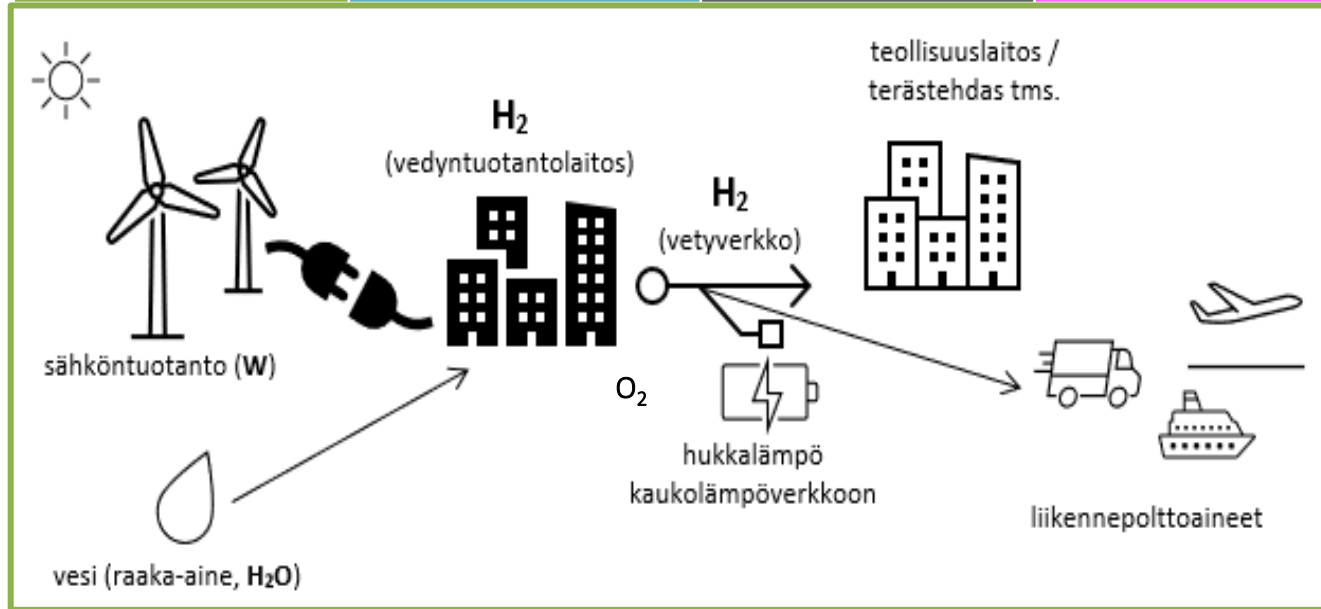 teollisuuslaitos /
terästehdas tms.
H₂
(vedyntuotantolaitos)
H₂
(vetyverkko)
sähköntuotanto (W)
O₂
hukkalämpö
kaukolämpöverkkoon
liikennepolttoaineet
vesi (raaka-aine, H₂O)